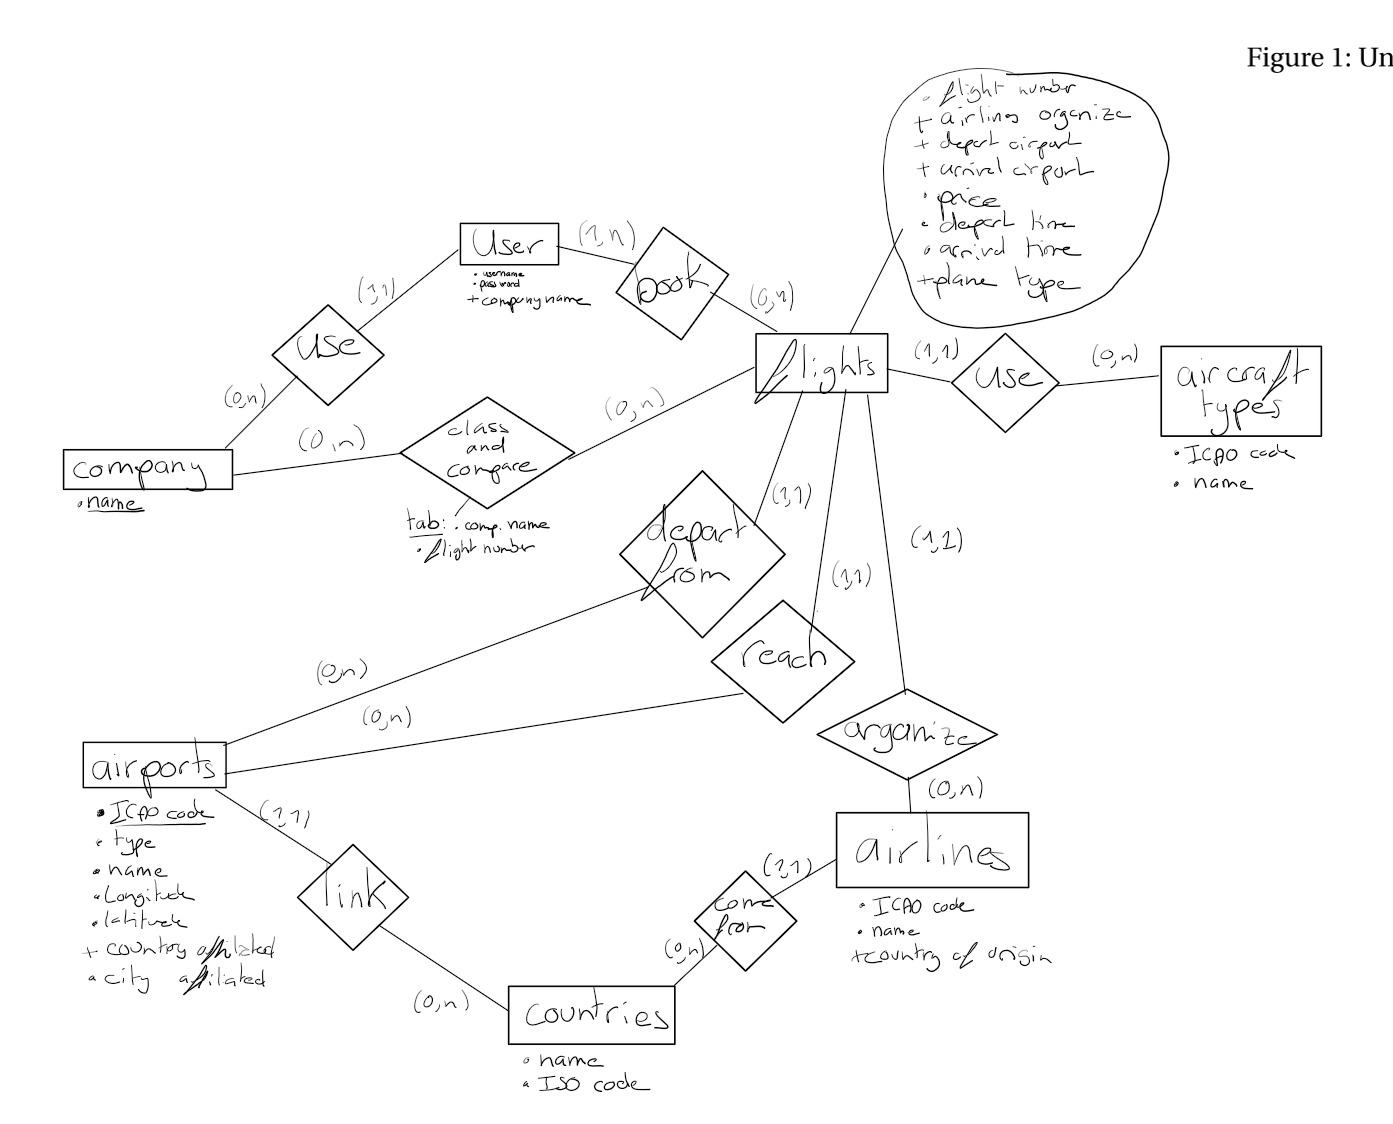 Figure 1: Un
• flight number
+ airlines organize
+ depart airport
+ arrival airport
• price
• depart time
• arrival time
+ plane type
User
• username
• password
+ company name
(1,1)
(1,n)
book
(0,n)
use
(0,n)
flights
(1,1)
use
(0,n)
aircraft
types
• ICAO code
• name
company
• name
(0,n)
class
and
compare
(0,n)
tab: • comp. name
• flight number
depart
from
(1,1)
(1,1)
(1,1)
reach
(0,n)
(0,n)
arganize
(0,n)
airports
• ICAO code
• type
• name
• Longitude
• latitude
+ country affiliated
• city affiliated
(1,1)
link
(0,n)
airlines
• ICAO code
• name
+ country of origin
(1,1)
come
from
(0,n)
countries
• name
• ISO code